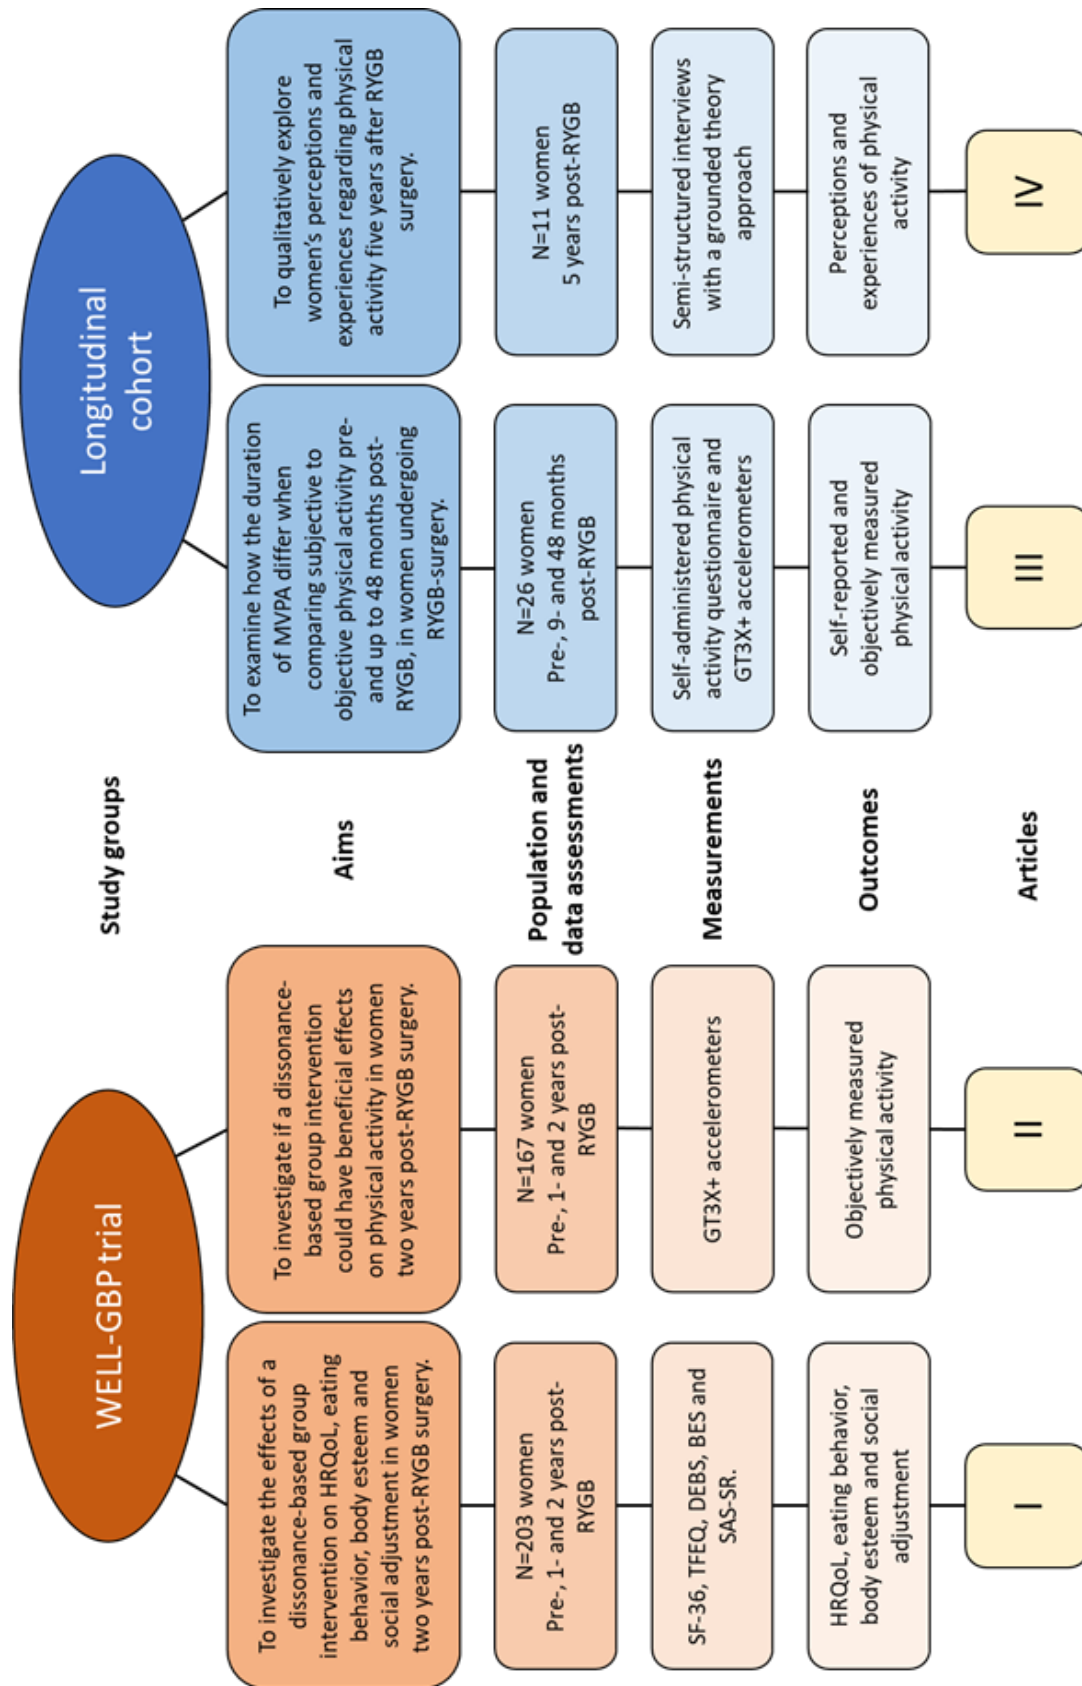 Study groups
WELL-GBP trial
Longitudinal
cohort
Aims
To investigate the effects of a
dissonance-based group
intervention on HRQoL, eating
behavior, body esteem and
social adjustment in women
two years post-RYGB surgery.
To investigate if a dissonance-
based group intervention
could have beneficial effects
on physical activity in women
two years post-RYGB surgery.
To examine how the duration
of MVPA differ when
comparing subjective to
objective physical activity pre-
and up to 48 months post-
RYGB, in women undergoing
RYGB-surgery.
To qualitatively explore
women's perceptions and
experiences regarding physical
activity five years after RYGB
surgery.
Population and
data assessments
N=203 women
Pre-, 1- and 2 years post-
RYGB
N=167 women
Pre-, 1- and 2 years post-
RYGB
N=26 women
Pre-, 9- and 48 months
post-RYGB
N=11 women
5 years post-RYGB
Measurements
SF-36, TFEQ, DEBS, BES and
SAS-SR.
GT3X+ accelerometers
Self-administered physical
activity questionnaire and
GT3X+ accelerometers
Semi-structured interviews
with a grounded theory
approach
Outcomes
HRQoL, eating behavior,
body esteem and social
adjustment
Objectively measured
physical activity
Self-reported and
objectively measured
physical activity
Perceptions and
experiences of physical
activity
Articles
I
II
III
IV